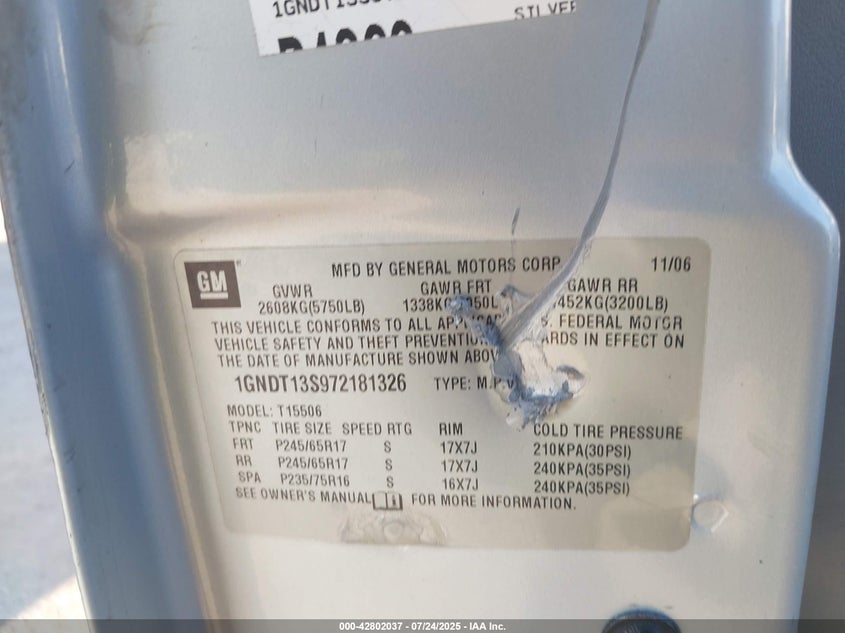 SILVER
GM
MFD BY GENERAL MOTORS CORP 11/06
GVWR GAWR FRT GAWR RR
2608KG(5750LB) 452KG(3200LB)
THIS VEHICLE CONFORMS TO ALL FEDERAL MOTOR
VEHICLE SAFETY AND THEFT PREVENTION IN EFFECT ON
THE DATE OF MANUFACTURE SHOWN ABOV
1GNDT13S972181326 TYPE: M.P.V
MODEL: T15506
TPNC TIRE SIZE SPEED RTG RIM COLD TIRE PRESSURE
FRT P245/65R17 S 17X7J 210KPA(30PSI)
RR P245/65R17 S 17X7J 240KPA(35PSI)
SPA P235/75R16 S 16X7J 240KPA(35PSI)
SEE OWNER'S MANUAL FOR MORE INFORMATION.
000-42802037 - 07/24/2025 - IAA Inc.